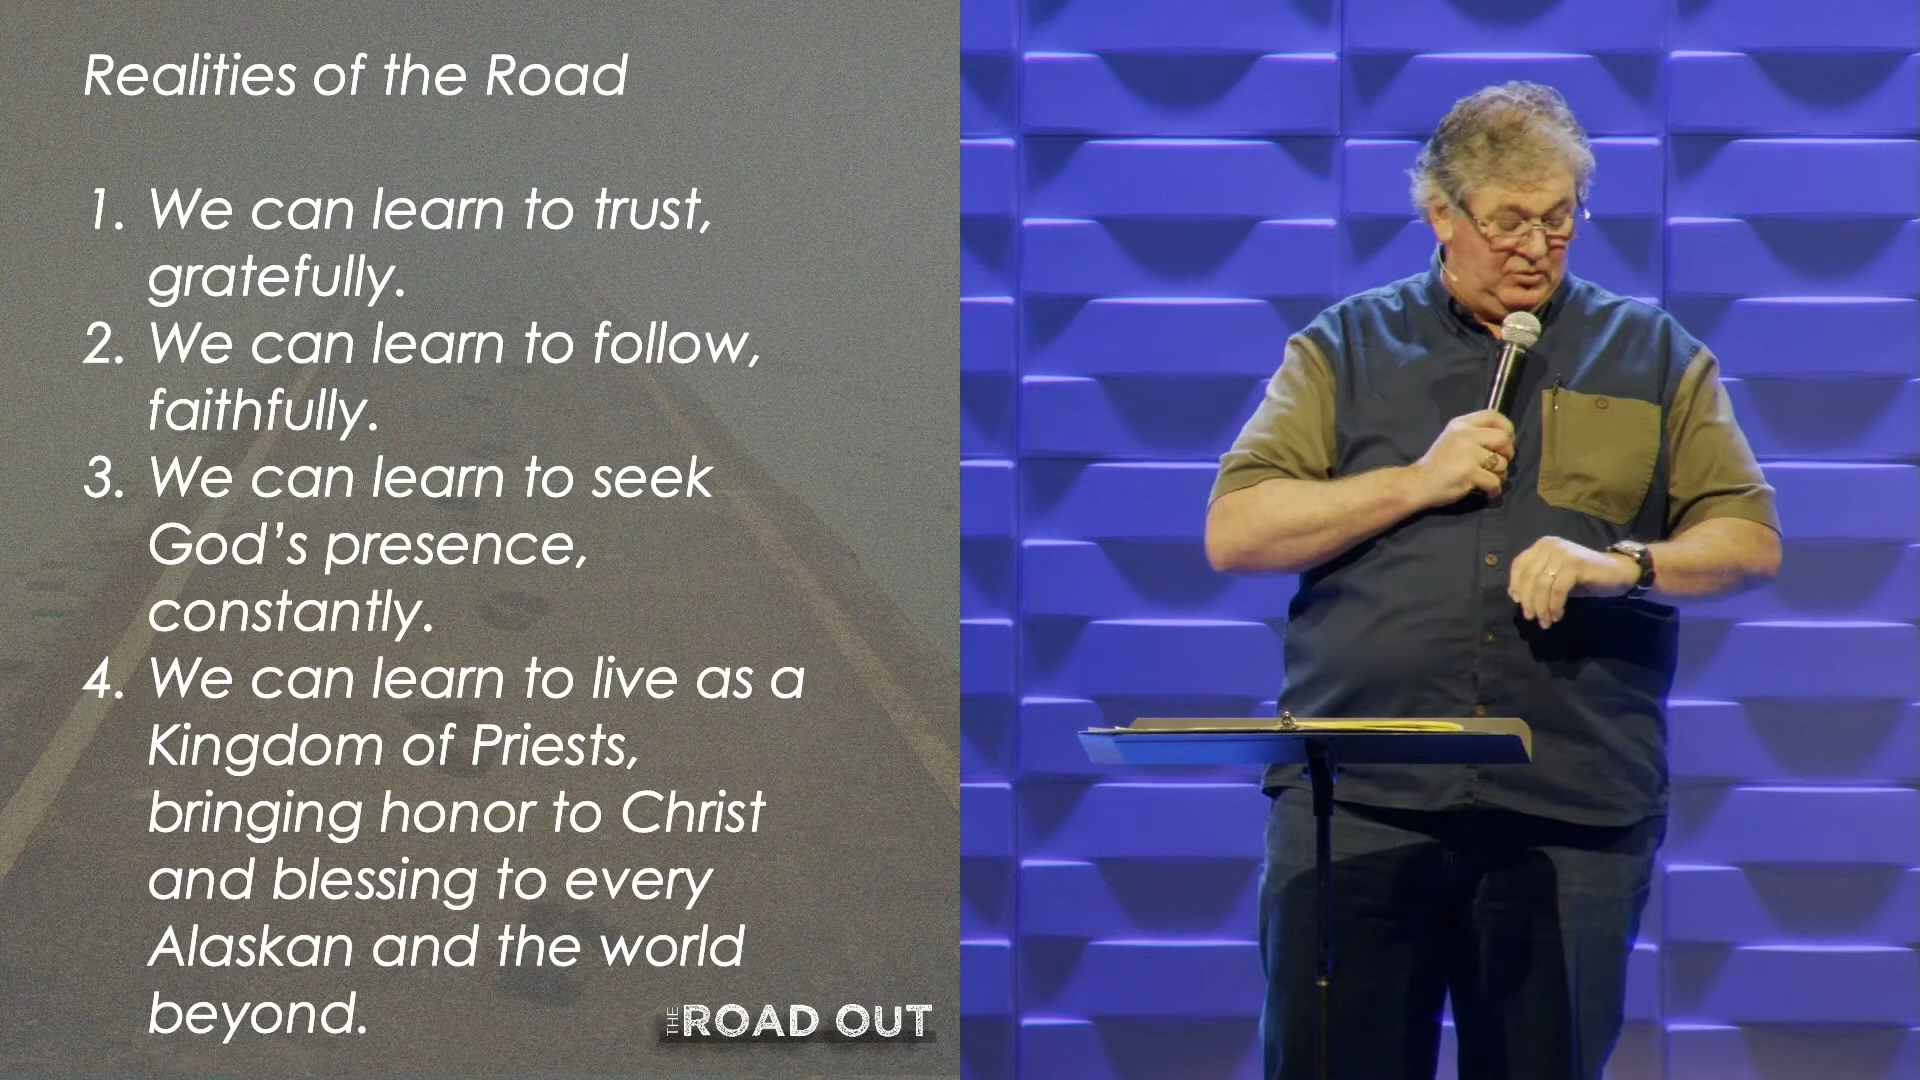 Realities of the Road
1. We can learn to trust,
gratefully.
2. We can learn to follow,
faithfully.
3. We can learn to seek
God’s presence,
constantly.
4. We can learn to live as a
Kingdom of Priests,
bringing honor to Christ
and blessing to every
Alaskan and the world
beyond.
THE ROAD OUT